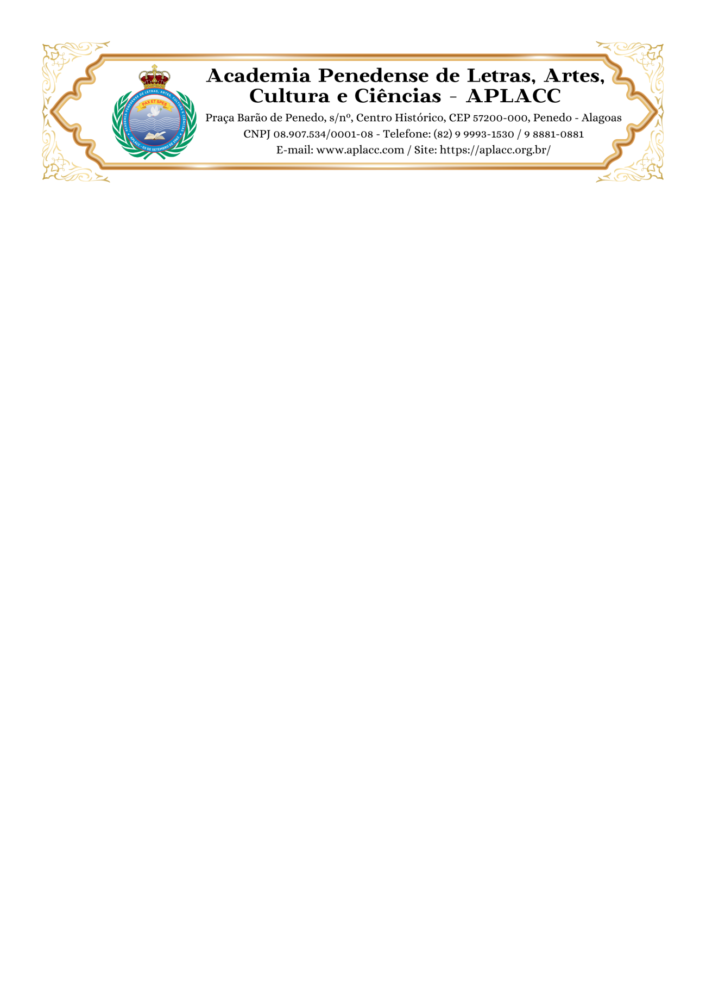 Academia Penedense de Letras, Artes,
Cultura e Ciências - APLACC
Praça Barão de Penedo, s/nº, Centro Histórico, CEP 57200-000, Penedo - Alagoas
CNPJ 08.907.534/0001-08 - Telefone: (82) 9 9993-1530 / 9 8881-0881
E-mail: www.aplacc.com / Site: https://aplacc.org.br/
ACADEMIA PENEDENSE DE LETRAS, ARTES, CULTURA E CIÊNCIAS
PAX ET SPES
APLACC - 03 DE SETEMBRO DE 1963